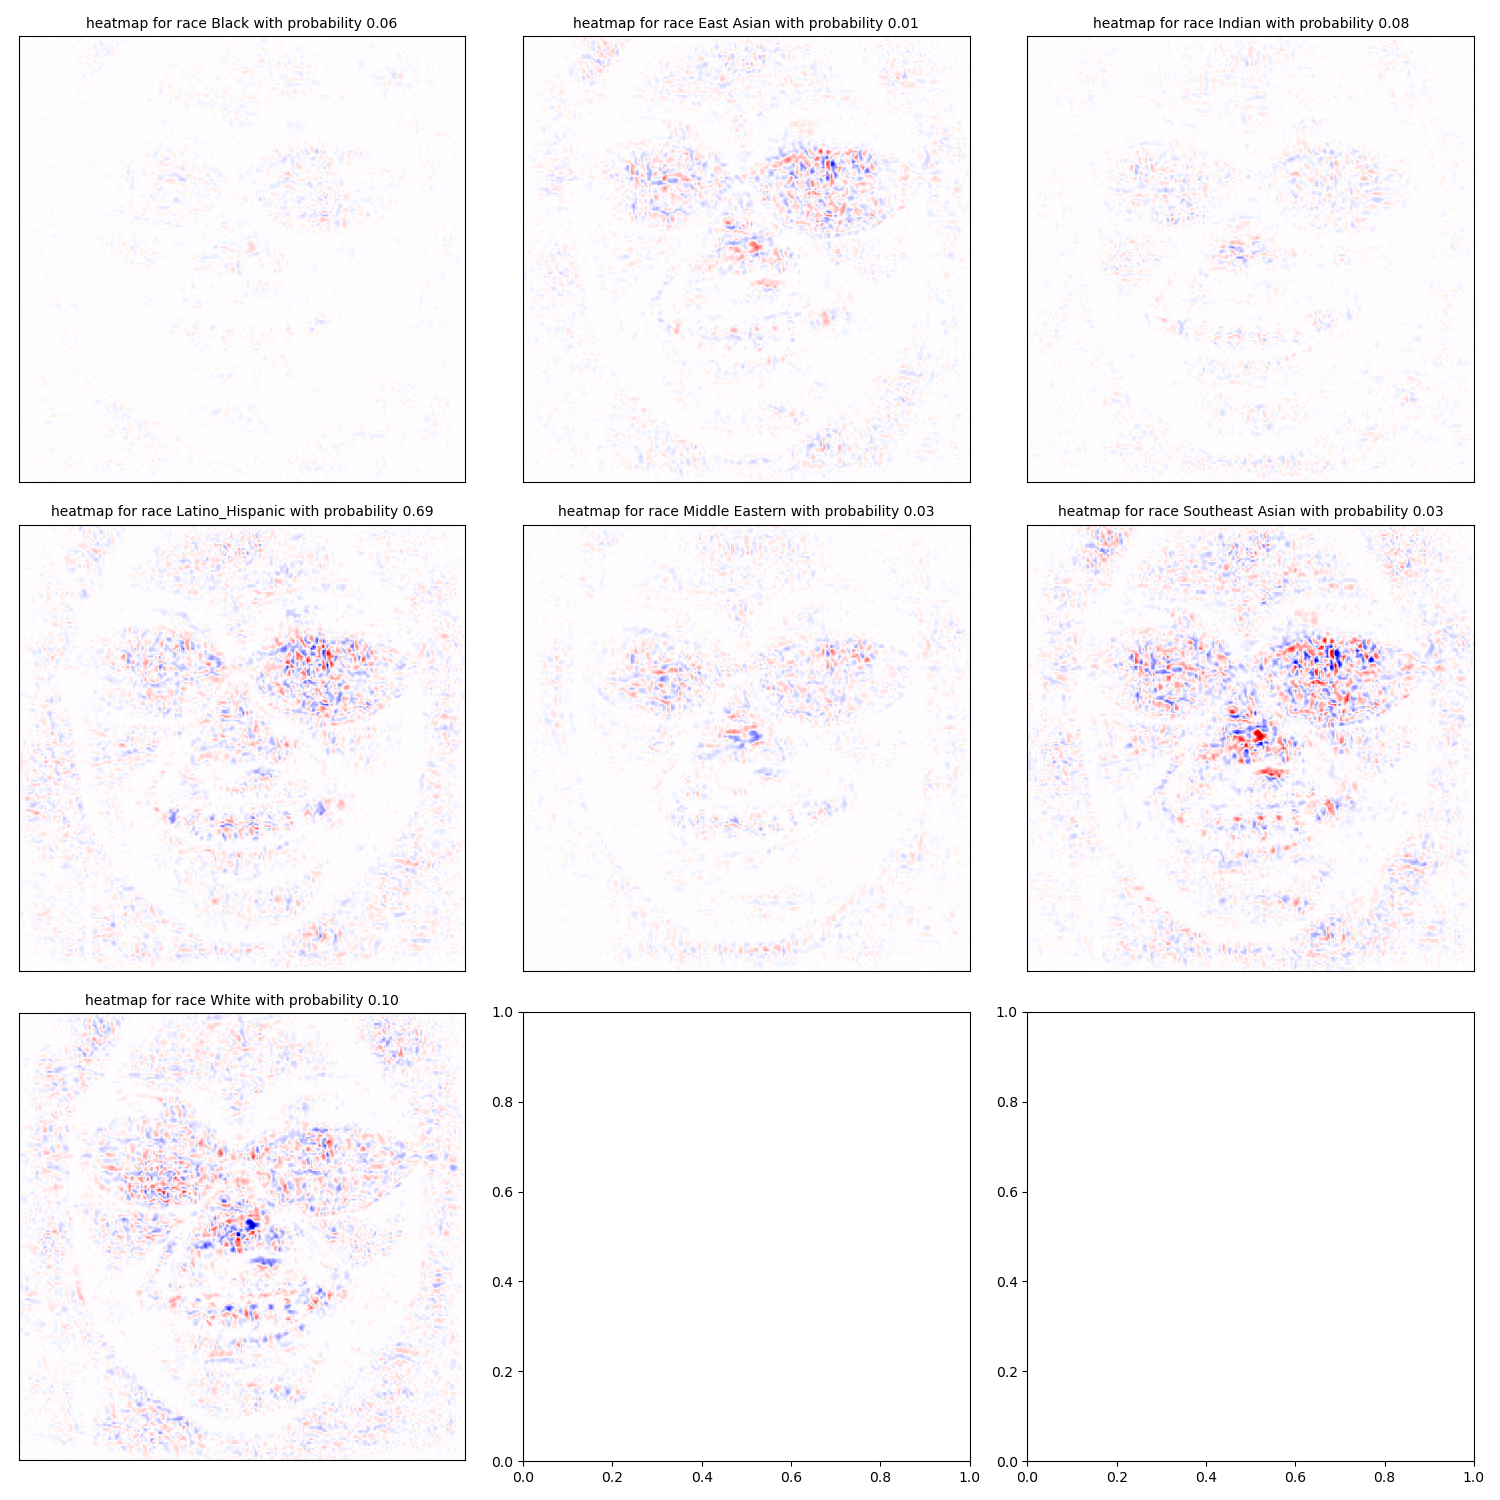 heatmap for race Black with probability 0.06
heatmap for race East Asian with probability 0.01
heatmap for race Indian with probability 0.08
heatmap for race Latino_Hispanic with probability 0.69
heatmap for race Middle Eastern with probability 0.03
heatmap for race Southeast Asian with probability 0.03
heatmap for race White with probability 0.10
1.0
0.8
0.6
0.4
0.2
0.0
0.0 0.2 0.4 0.6 0.8 1.0
1.0
0.8
0.6
0.4
0.2
0.0
0.0 0.2 0.4 0.6 0.8 1.0